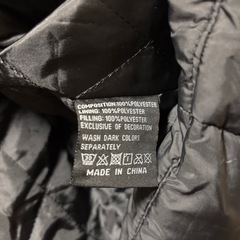 COMPOSITION:100%POLYESTER
LINING: 100%POLYESTER
FILLING: 100%POLYESTER
EXCLUSIVE OF DECORATION
WASH DARK COLORS
SEPARATELY
MADE IN CHINA